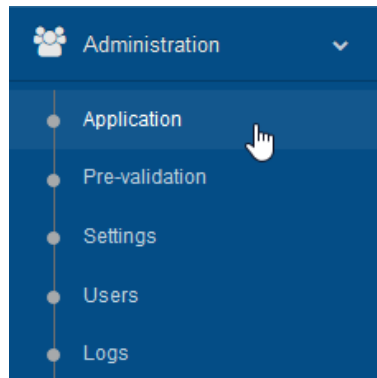 Administration
Application
Pre-validation
Settings
Users
Logs